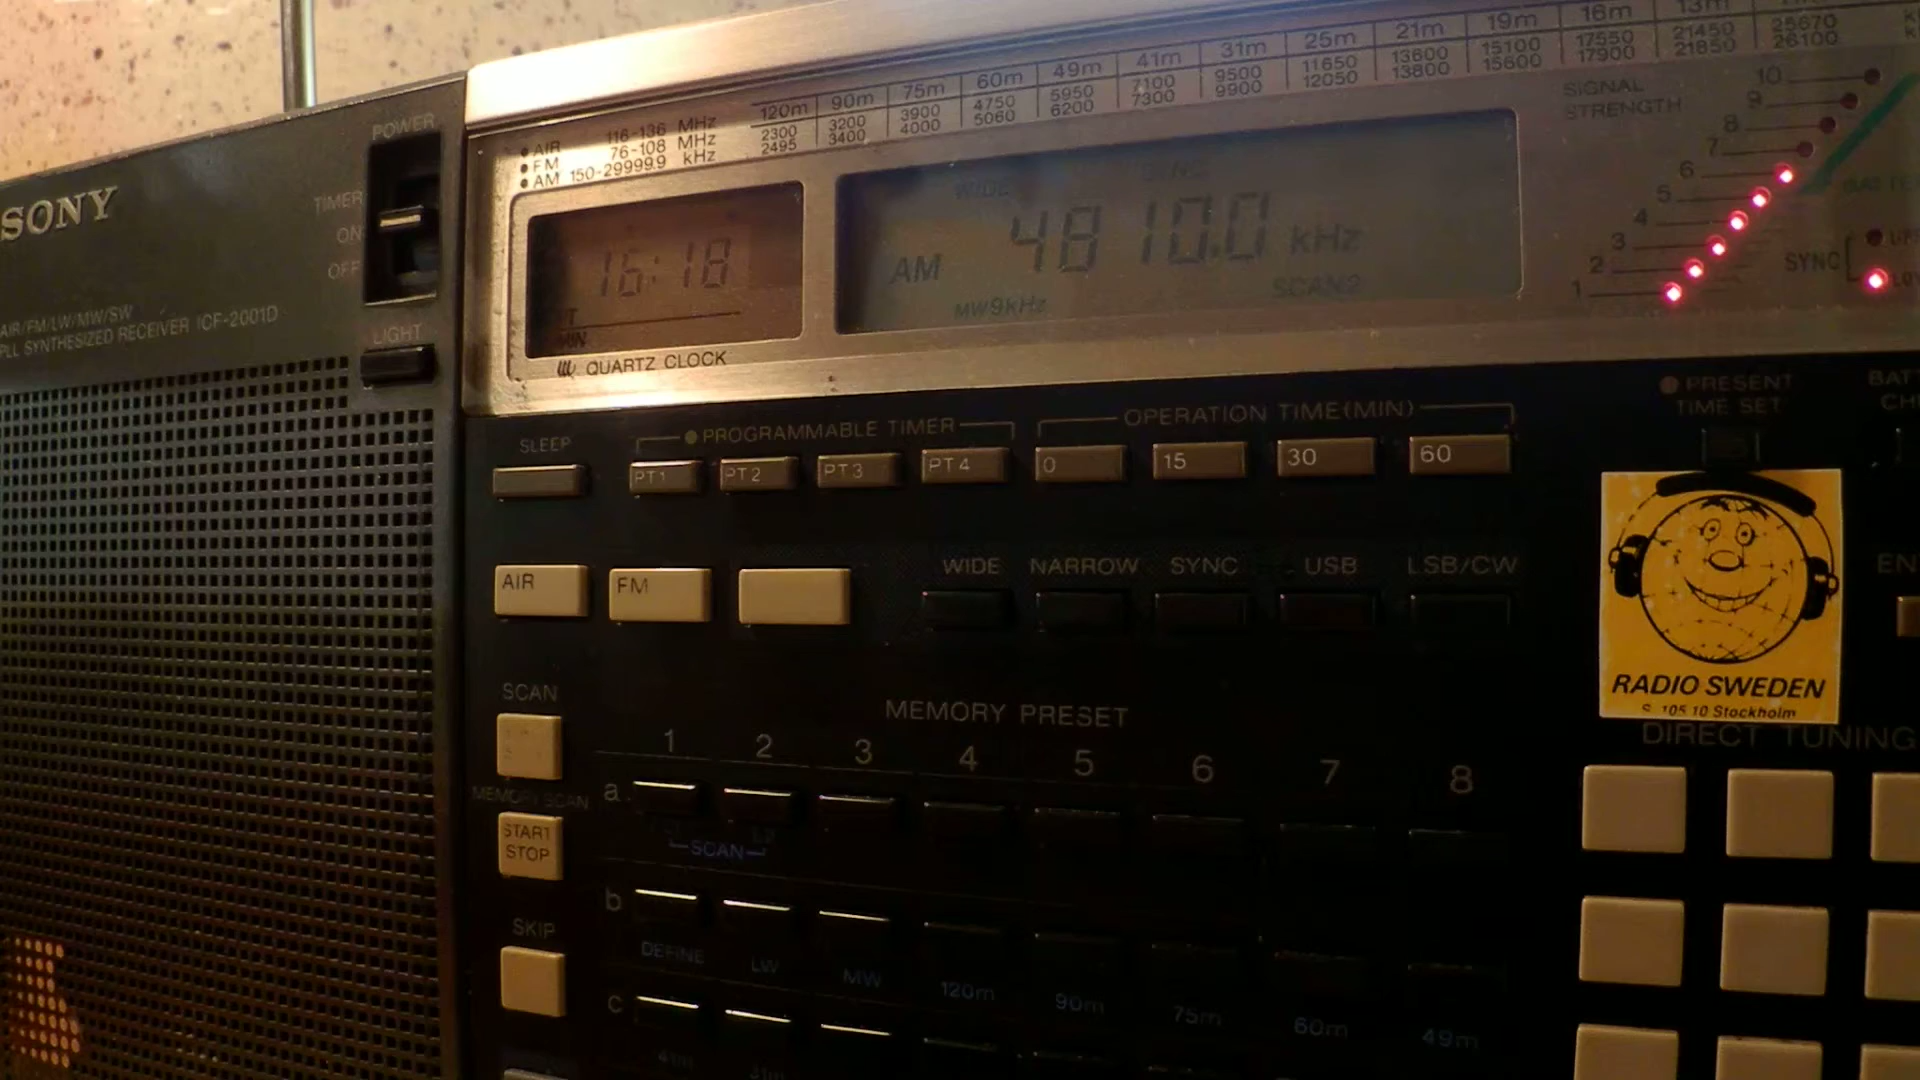 SONY
AIR/FM/LW/MW/SW
PLL SYNTHESIZED RECEIVER ICF-2001D
POWER
TIMER
ON
OFF
LIGHT
AIR 116-136 MHz
FM 76-108 MHz
AM 150-29999.9 kHz
120m 90m 75m 60m 49m 41m 31m 25m 21m 19m 16m 13m
2300 3200 3900 4750 5950 7100 9500 11650 13600 15100 17550 21450 25670
2495 3400 4000 5060 6200 7300 9900 12050 13800 15600 17900 21850 26100
16:18
QUARTZ CLOCK
WIDE SYNC
AM 4810.0 kHz
MW9kHz SCAN2
SIGNAL
STRENGTH
10
9
8
7
6
5
4
3
2
1
SYNC
SLEEP
PROGRAMMABLE TIMER
OPERATION TIME(MIN)
PT1 PT2 PT3 PT4 0 15 30 60
PRESENT
TIME SET
AIR FM
WIDE NARROW SYNC USB LSB/CW
RADIO SWEDEN
S 105 10 Stockholm
DIRECT TUNING
SCAN
MEMORY SCAN
START
STOP
SKIP
MEMORY PRESET
1 2 3 4 5 6 7 8
a
SCAN
b
DEFINE LW MW 120m 90m 75m 60m 49m
c